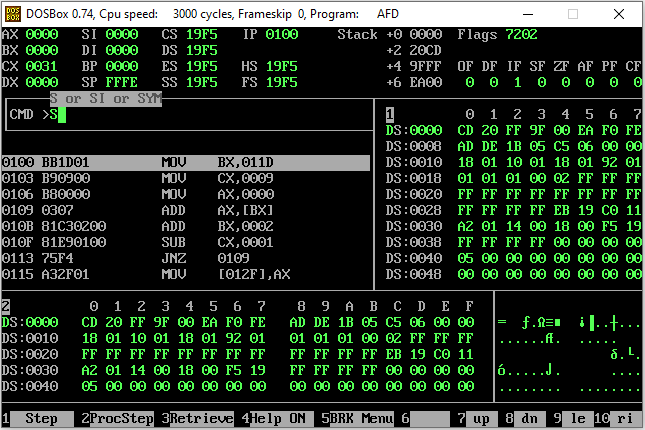 DOSBox 0.74, Cpu speed: 3000 cycles, Frameskip 0, Program: AFD
AX 0000 SI 0000 CS 19F5 IP 0100 Stack +0 0000 Flags 7202
BX 0000 DI 0000 DS 19F5 +2 20CD
CX 0031 BP 0000 ES 19F5 HS 19F5 +4 9FFF OF DF IF SF ZF AF PF CF
DX 0000 SP FFFE SS 19F5 FS 19F5 +6 EA00 0 0 1 0 0 0 0 0
S or SI or SYM
CMD >S
1 0 1 2 3 4 5 6 7
DS:0000 CD 20 FF 9F 00 EA F0 FE
DS:0008 AD DE 1B 05 C5 06 00 00
DS:0010 18 01 10 01 18 01 92 01
DS:0018 01 01 01 00 02 FF FF FF
DS:0020 FF FF FF FF FF FF FF FF
DS:0028 FF FF FF FF EB 19 C0 11
DS:0030 A2 01 14 00 18 00 F5 19
DS:0038 FF FF FF FF 00 00 00 00
DS:0040 05 00 00 00 00 00 00 00
DS:0048 00 00 00 00 00 00 00 00
0100 BB1D01 MOV BX,011D
0103 B90900 MOV CX,0009
0106 B80000 MOV AX,0000
0109 0307 ADD AX,[BX]
010B 81C30200 ADD BX,0002
010F 81E90100 SUB CX,0001
0113 75F4 JNZ 0109
0115 A32F01 MOV [012F],AX
2 0 1 2 3 4 5 6 7 8 9 A B C D E F
DS:0000 CD 20 FF 9F 00 EA F0 FE AD DE 1B 05 C5 06 00 00
DS:0010 18 01 10 01 18 01 92 01 01 01 01 00 02 FF FF FF
DS:0020 FF FF FF FF FF FF FF FF FF FF FF FF EB 19 C0 11
DS:0030 A2 01 14 00 18 00 F5 19 FF FF FF FF 00 00 00 00
DS:0040 05 00 00 00 00 00 00 00 00 00 00 00 00 00 00 00
= ƒ.Ω≡■ ¡▐..┼...
......Æ.
δ.└.
ó.....⌡. ....
........ ........
1 Step 2 ProcStep 3 Retrieve 4 Help ON 5 BRK Menu 6 7 up 8 dn 9 le 10 ri